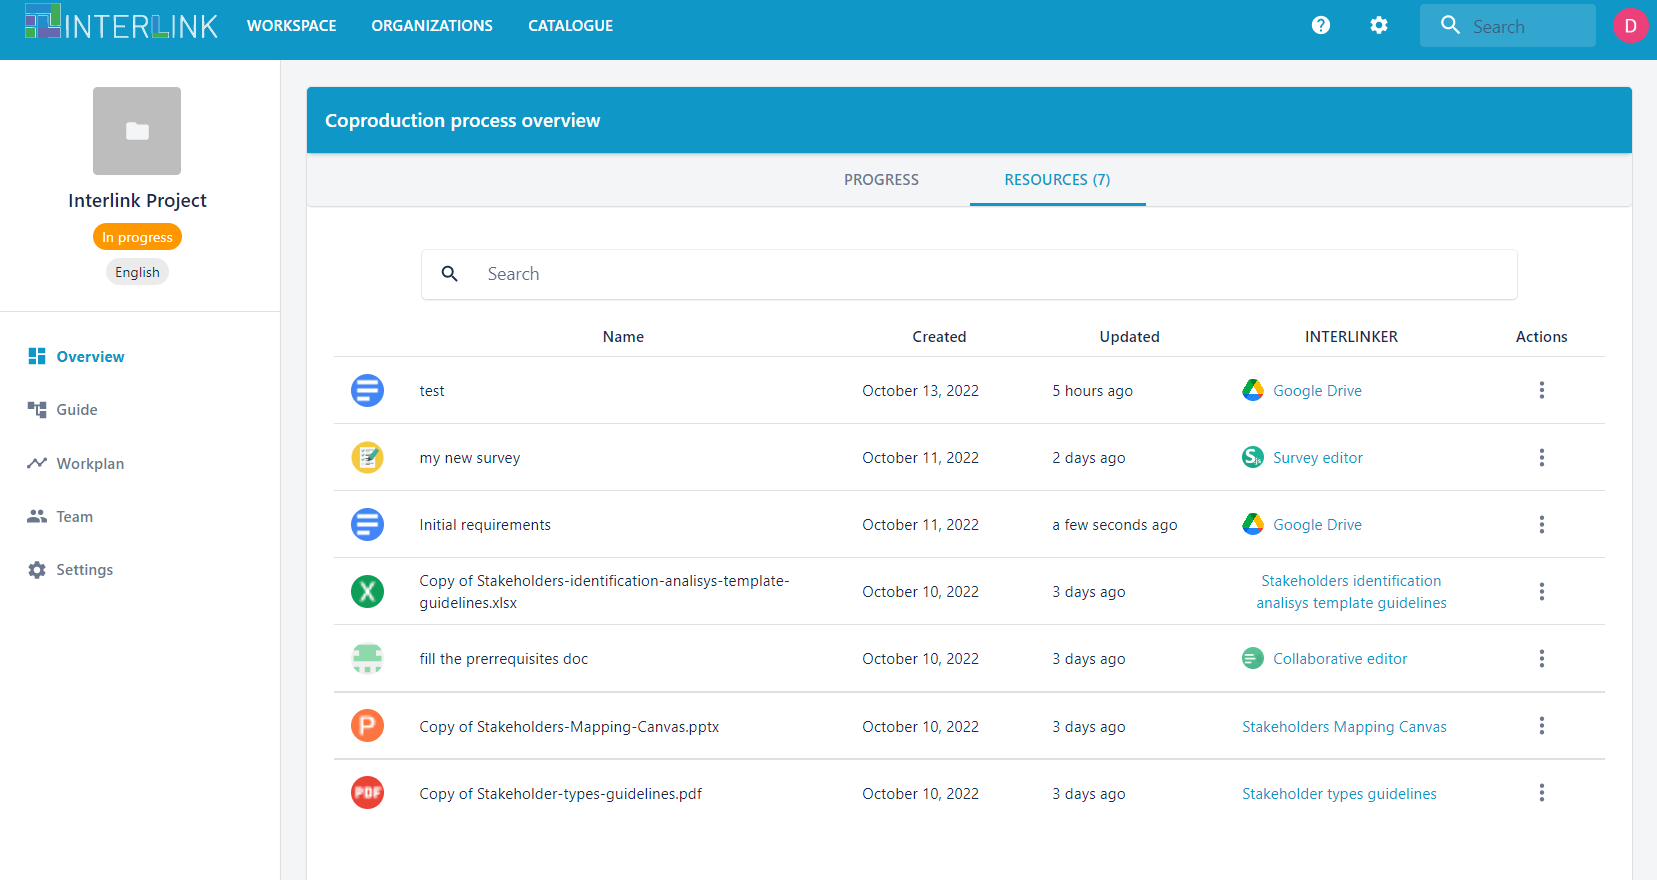 INTERLINK
WORKSPACE
ORGANIZATIONS
CATALOGUE
Search
D
Interlink Project
In progress
English
Overview
Guide
Workplan
Team
Settings
Coproduction process overview
PROGRESS
RESOURCES (7)
Search
Name Created Updated INTERLINKER Actions
test October 13, 2022 5 hours ago Google Drive
my new survey October 11, 2022 2 days ago Survey editor
Initial requirements October 11, 2022 a few seconds ago Google Drive
Copy of Stakeholders-identification-analisys-template-
guidelines.xlsx
October 10, 2022 3 days ago
Stakeholders identification
analisys template guidelines
fill the prerrequisites doc October 10, 2022 3 days ago Collaborative editor
Copy of Stakeholders-Mapping-Canvas.pptx October 10, 2022 3 days ago Stakeholders Mapping Canvas
PDF Copy of Stakeholder-types-guidelines.pdf October 10, 2022 3 days ago Stakeholder types guidelines